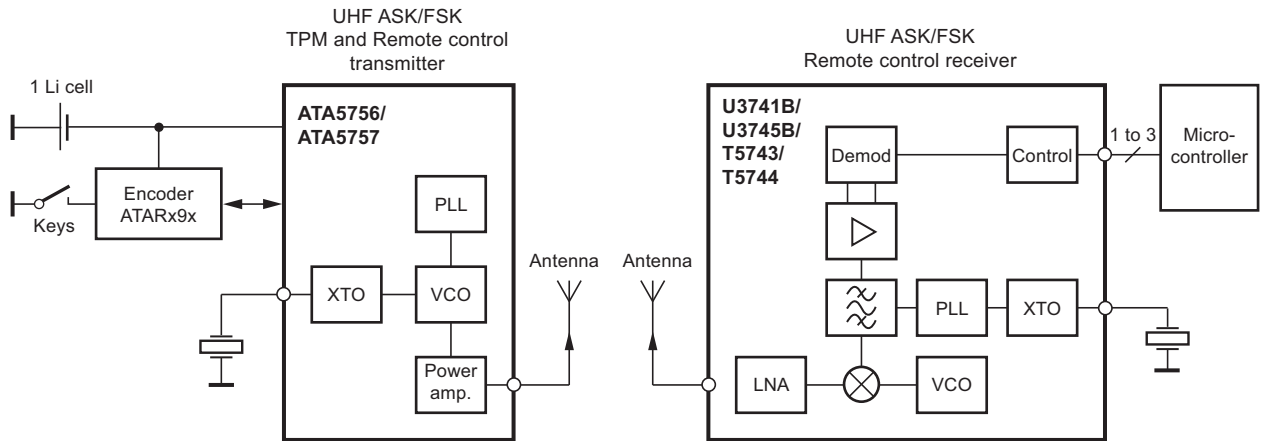 UHF ASK/FSK
TPM and Remote control
transmitter
1 Li cell
ATA5756/
ATA5757
Encoder
ATARx9x
Keys
PLL
XTO
VCO
Power
amp.
Antenna
UHF ASK/FSK
Remote control receiver
U3741B/
U3745B/
T5743/
T5744
Demod
Control
1 to 3
Micro-
controller
Antenna
PLL
XTO
LNA
VCO